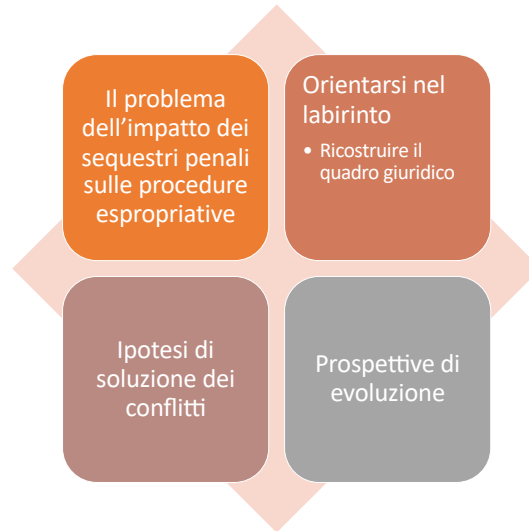 Il problema
dell’impatto dei
sequestri penali
sulle procedure
espropriative
Orientarsi nel
labirinto
• Ricostruire il
quadro giuridico
Ipotesi di
soluzione dei
conflitti
Prospettive di
evoluzione